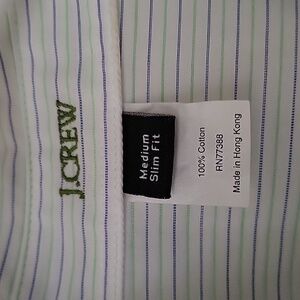 J.CREW
Medium
Slim Fit
100% Cotton
RN77388
Made in Hong Kong